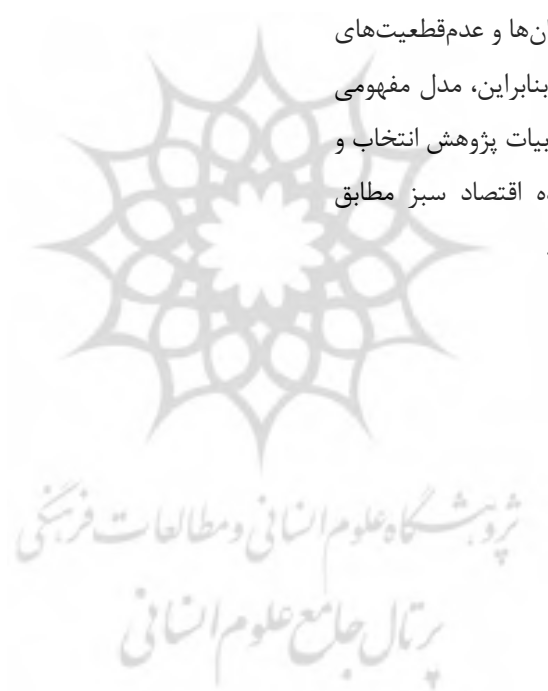 ان‌ها و عدم‌قطعیت‌های
بنابراین، مدل مفهومی
بیات پژوهش انتخاب و
ه اقتصاد سبز مطابق
.
پژوهشگاه علوم انسانی و مطالعات فرهنگی
پرتال جامع علوم انسانی